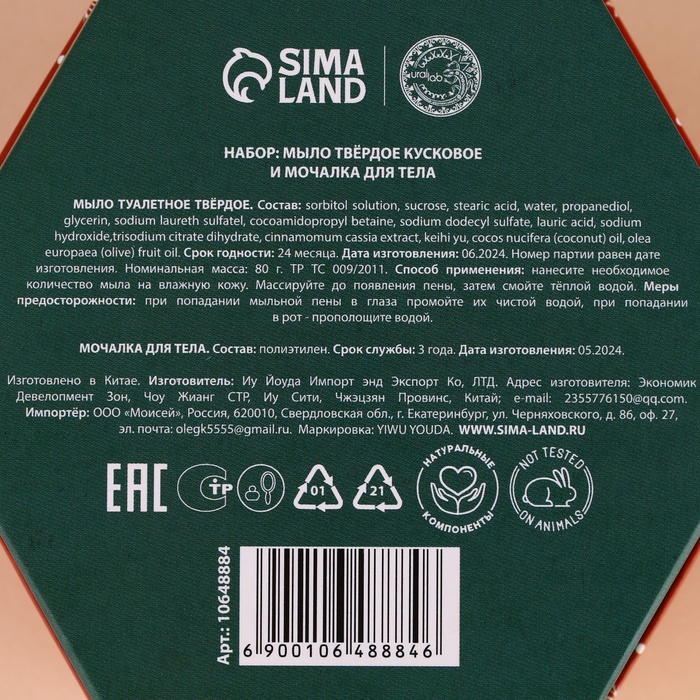 SIMA
LAND
ural lab
НАБОР: МЫЛО ТВЁРДОЕ КУСКОВОЕ
И МОЧАЛКА ДЛЯ ТЕЛА
МЫЛО ТУАЛЕТНОЕ ТВЁРДОЕ. Состав: sorbitol solution, sucrose, stearic acid, water, propanediol,
glycerin, sodium laureth sulfatel, cocoamidopropyl betaine, sodium dodecyl sulfate, lauric acid, sodium
hydroxide,trisodium citrate dihydrate, cinnamomum cassia extract, keihi yu, cocos nucifera (coconut) oil, olea
europaea (olive) fruit oil. Срок годности: 24 месяца. Дата изготовления: 06.2024. Номер партии равен дате
изготовления. Номинальная масса: 80 г. ТР ТС 009/2011. Способ применения: нанесите необходимое
количество мыла на влажную кожу. Массируйте до появления пены, затем смойте тёплой водой. Меры
предосторожности: при попадании мыльной пены в глаза промойте их чистой водой, при попадании
в рот - прополощите водой.
МОЧАЛКА ДЛЯ ТЕЛА. Состав: полиэтилен. Срок службы: 3 года. Дата изготовления: 05.2024.
Изготовлено в Китае. Изготовитель: Иу Йоуда Импорт энд Экспорт Ко, ЛТД. Адрес изготовителя: Экономик
Девелопмент Зон, Чоу Жианг СТР, Иу Сити, Чжэцзян Провинс, Китай; e-mail: 2355776150@qq.com.
Импортёр: ООО «Моисей», Россия, 620010, Свердловская обл., г. Екатеринбург, ул. Черняховского, д. 86, оф. 27,
эл. почта: olegk5555@gmail.ru. Маркировка: YIWU YOUDA. WWW.SIMA-LAND.RU
EAC СТР 01 21 НАТУРАЛЬНЫЕ КОМПОНЕНТЫ NOT TESTED ON ANIMALS
Арт.: 10648884
6 900106 488846